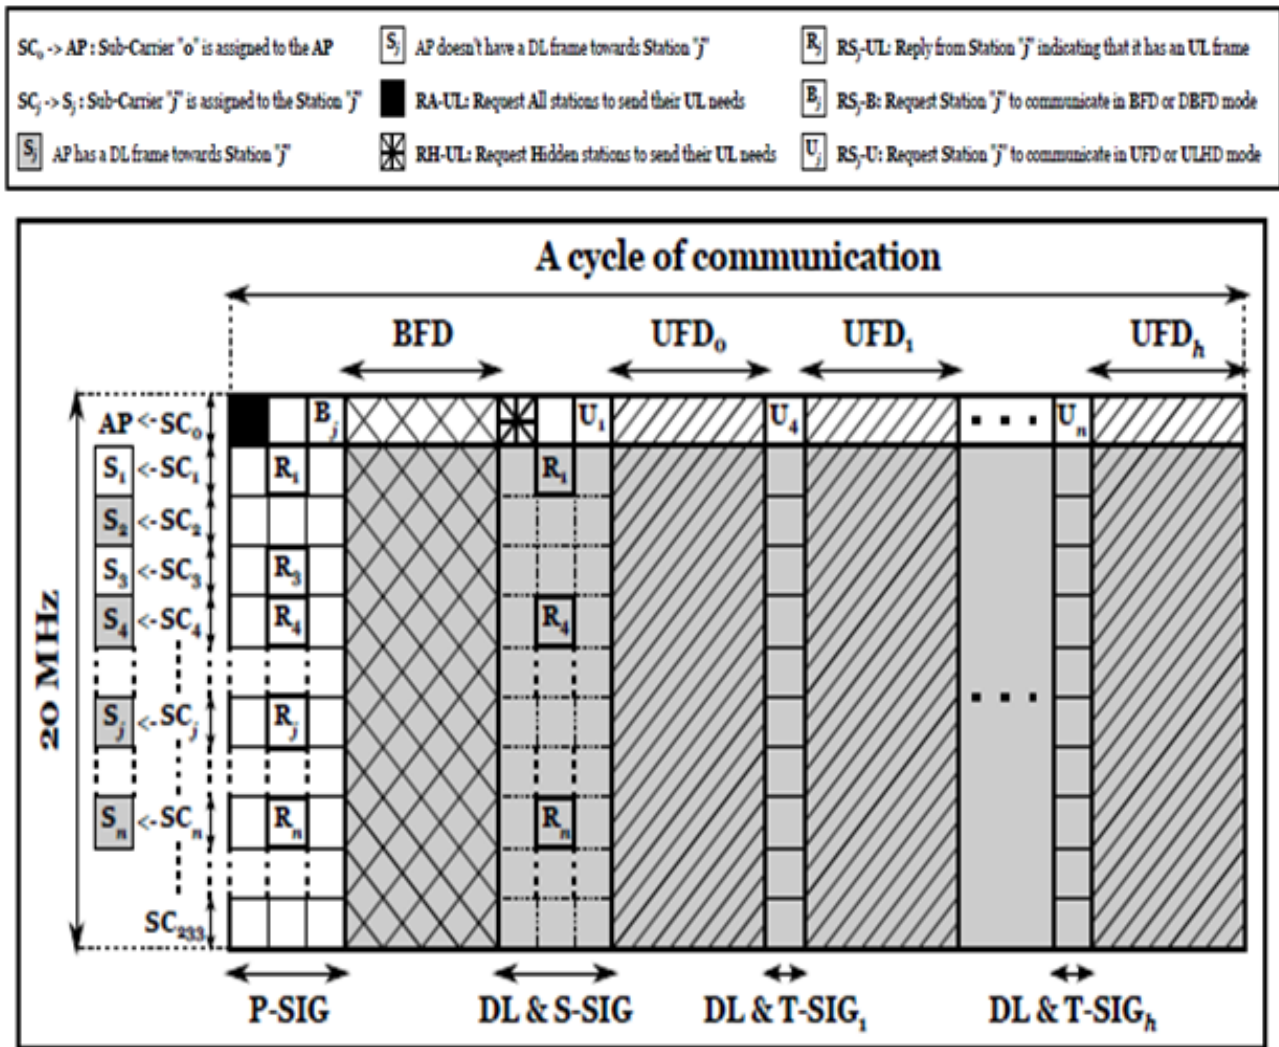 SC₀ -> AP : Sub-Carrier "0" is assigned to the AP
SCⱼ -> Sⱼ : Sub-Carrier "j" is assigned to the Station "j"
Sⱼ AP has a DL frame towards Station "j"
Sⱼ AP doesn't have a DL frame towards Station "j"
RA-UL: Request All stations to send their UL needs
RH-UL: Request Hidden stations to send their UL needs
Rⱼ RSⱼ-UL: Reply from Station "j" indicating that it has an UL frame
Bⱼ RSⱼ-B: Request Station "j" to communicate in BFD or DBFD mode
Uⱼ RSⱼ-U: Request Station "j" to communicate in UFD or ULHD mode
A cycle of communication
BFD UFD₀ UFD₁ UFDₕ
AP <- SC₀ Bⱼ U₁ U₄ . . . Uₙ
S₁ <- SC₁ R₁ R₁
S₂ <- SC₂
S₃ <- SC₃ R₃
S₄ <- SC₄ R₄ R₄
Sⱼ <- SCⱼ Rⱼ . . .
Sₙ <- SCₙ Rₙ Rₙ
SC₂₃₃
20 MHz
P-SIG DL & S-SIG DL & T-SIG₁ DL & T-SIGₕ